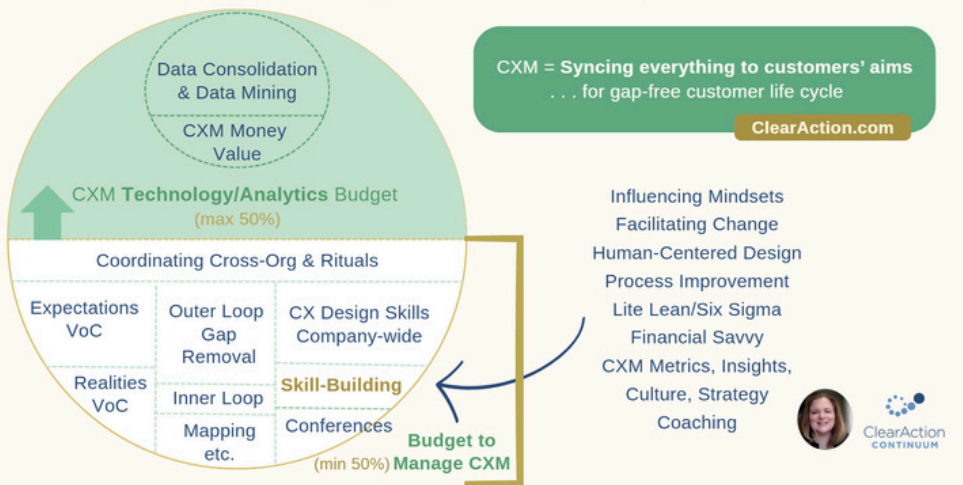 Data Consolidation
& Data Mining
CXM Money
Value
CXM Technology/Analytics Budget
(max 50%)
Coordinating Cross-Org & Rituals
Expectations
VoC
Realities
VoC
Outer Loop
Gap
Removal
Inner Loop
Mapping
etc.
CX Design Skills
Company-wide
Skill-Building
Conferences
Budget to
(min 50%) Manage CXM
CXM = Syncing everything to customers’ aims
. . . for gap-free customer life cycle
ClearAction.com
Influencing Mindsets
Facilitating Change
Human-Centered Design
Process Improvement
Lite Lean/Six Sigma
Financial Savvy
CXM Metrics, Insights,
Culture, Strategy
Coaching
ClearAction
CONTINUUM